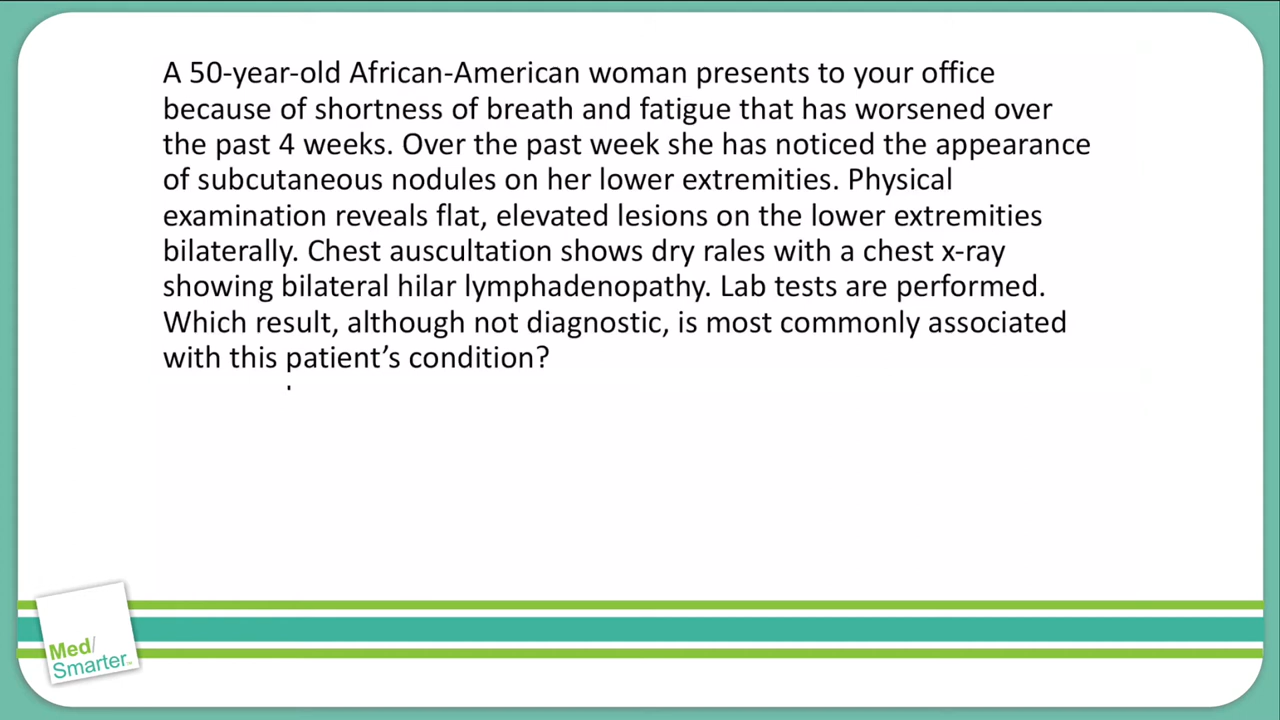 A 50-year-old African-American woman presents to your office
because of shortness of breath and fatigue that has worsened over
the past 4 weeks. Over the past week she has noticed the appearance
of subcutaneous nodules on her lower extremities. Physical
examination reveals flat, elevated lesions on the lower extremities
bilaterally. Chest auscultation shows dry rales with a chest x-ray
showing bilateral hilar lymphadenopathy. Lab tests are performed.
Which result, although not diagnostic, is most commonly associated
with this patient’s condition?
Med/
Smarter™